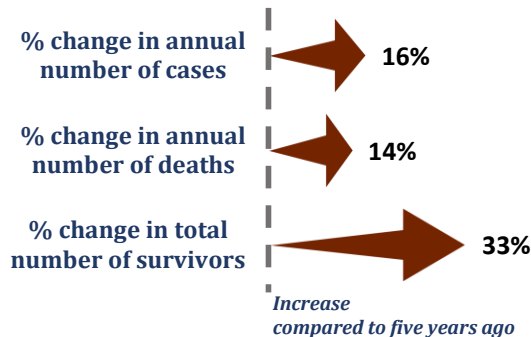 % change in annual
number of cases
16%
% change in annual
number of deaths
14%
% change in total
number of survivors
33%
Increase
compared to five years ago